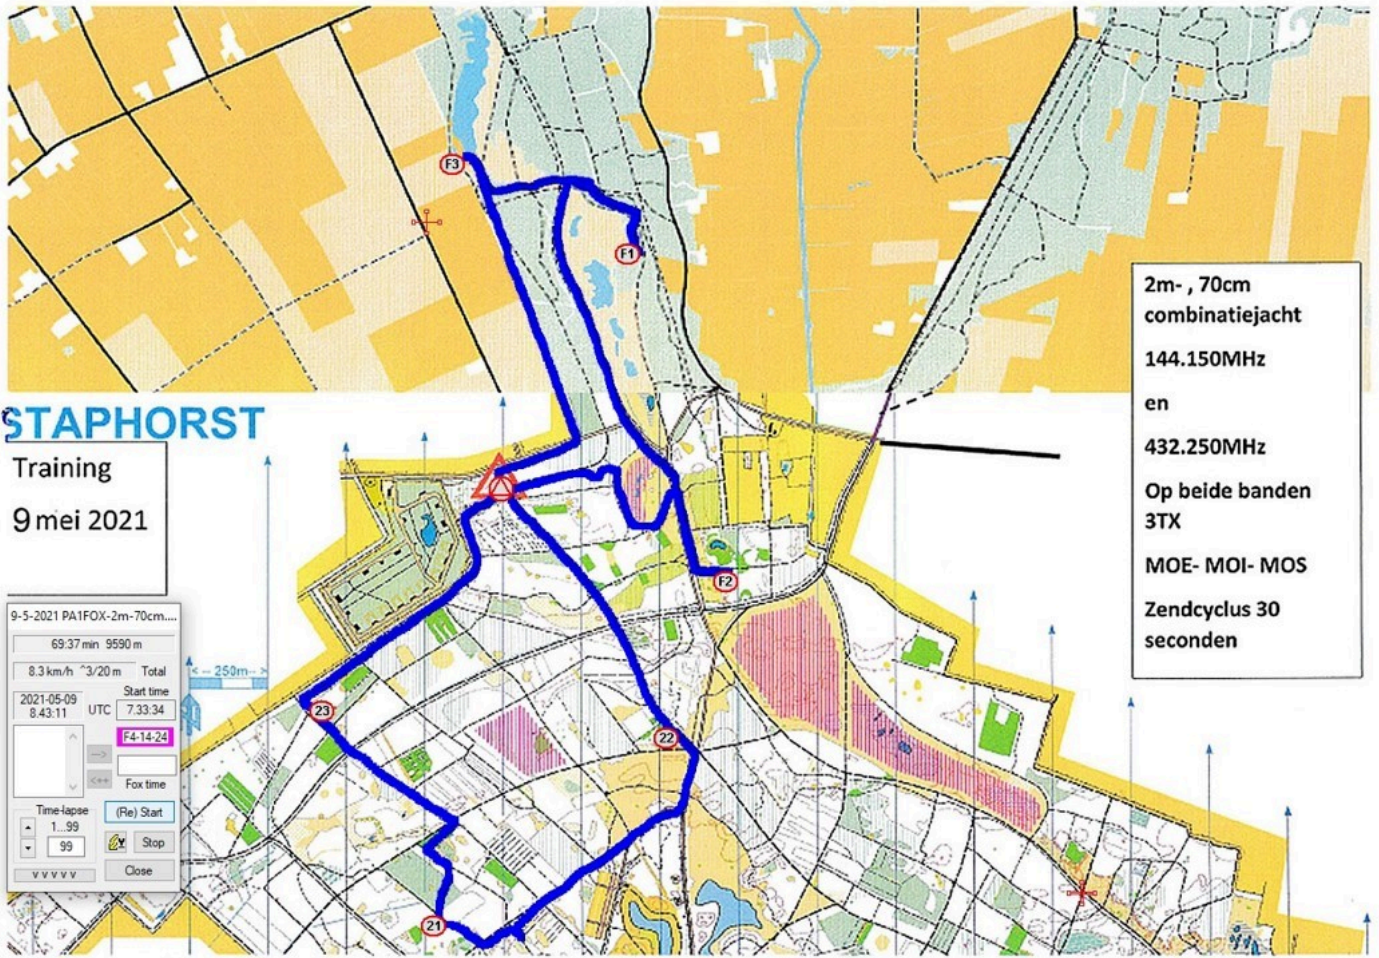 F3
F1
2m- , 70cm
combinatiejacht
144.150MHz
en
432.250MHz
Op beide banden
3TX
MOE- MOI- MOS
Zendcyclus 30
seconden
STAPHORST
Training
9 mei 2021
F2
9-5-2021 PA1FOX-2m-70cm....
69:37 min 9590 m
8.3 km/h ^3/20 m Total
2021-05-09
8.43:11
UTC
Start time
7.33:34
F4-14-24
-->
<++
Fox time
Time-lapse
1...99
99
(Re) Start
Stop
Close
v v v v v
<-- 250m-->
23
22
21